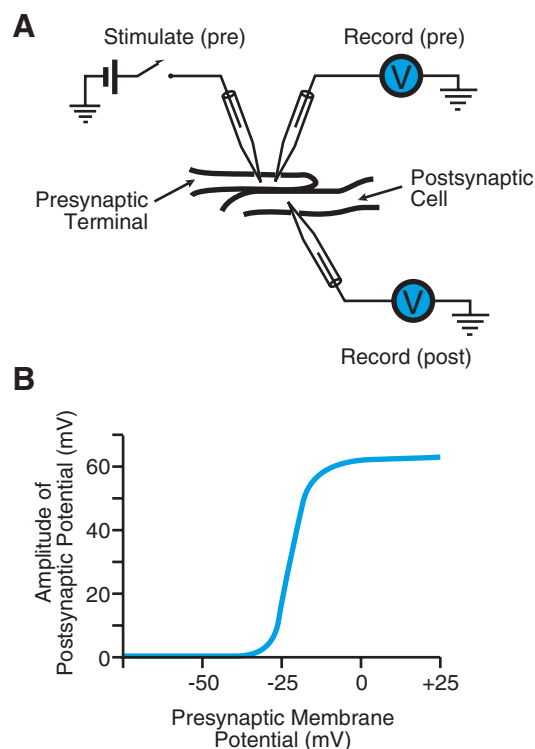 A
Stimulate (pre)
Record (pre)
V
Presynaptic
Terminal
Postsynaptic
Cell
V
Record (post)
B
Amplitude of
Postsynaptic Potential (mV)
60
40
20
0
-50
-25
0
+25
Presynaptic Membrane
Potential (mV)